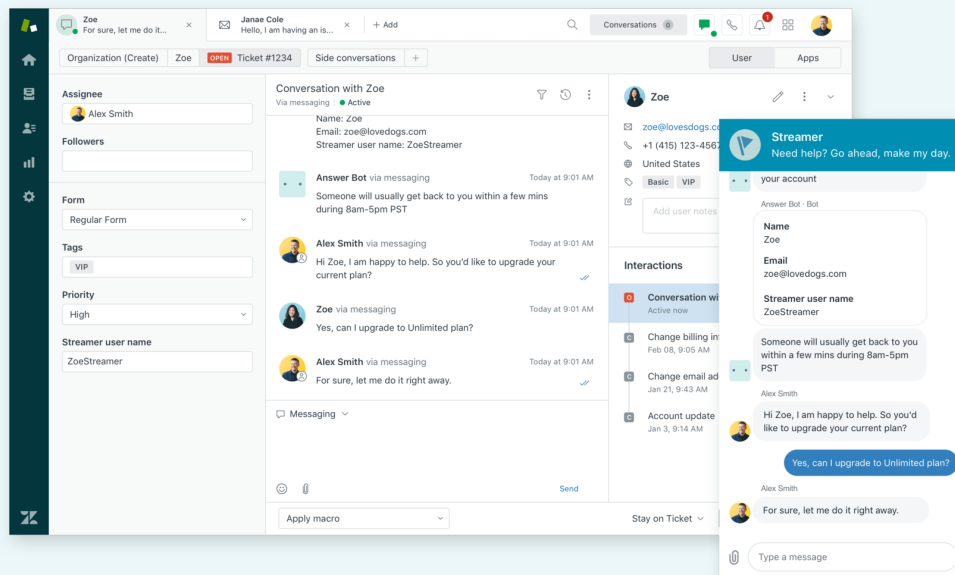 Zoe
For sure, let me do it...
Janae Cole
Hello, I am having an is...
+ Add
Conversations 0
1
Organization (Create)
Zoe
OPEN Ticket #1234
Side conversations
+
User
Apps
Assignee
Alex Smith
Followers
Form
Regular Form
Tags
VIP
Priority
High
Streamer user name
ZoeStreamer
Conversation with Zoe
Via messaging
Active
Name: Zoe
Email: zoe@lovedogs.com
Streamer user name: ZoeStreamer
Answer Bot via messaging
Today at 9:01 AM
Someone will usually get back to you within a few mins
during 8am-5pm PST
Alex Smith via messaging
Today at 9:01 AM
Hi Zoe, I am happy to help. So you'd like to upgrade your
current plan?
Zoe via messaging
Today at 9:01 AM
Yes, can I upgrade to Unlimited plan?
Alex Smith via messaging
Today at 9:01 AM
For sure, let me do it right away.
Messaging
Send
Apply macro
Stay on Ticket
Zoe
zoe@lovesdogs.co
+1 (415) 123-4567
United States
Basic
VIP
Add user notes
Interactions
O
Conversation wi
Active now
C
Change billing in
Feb 08, 9:05 AM
C
Change email ad
Jan 21, 9:43 AM
C
Account update
Jan 3, 9:14 AM
Streamer
Need help? Go ahead, make my day.
your account
Answer Bot · Bot
Name
Zoe
Email
zoe@lovedogs.com
Streamer user name
ZoeStreamer
Someone will usually get back to you
within a few mins during 8am-5pm
PST
Alex Smith
Hi Zoe, I am happy to help. So you'd
like to upgrade your current plan?
Yes, can I upgrade to Unlimited plan?
Alex Smith
For sure, let me do it right away.
Type a message